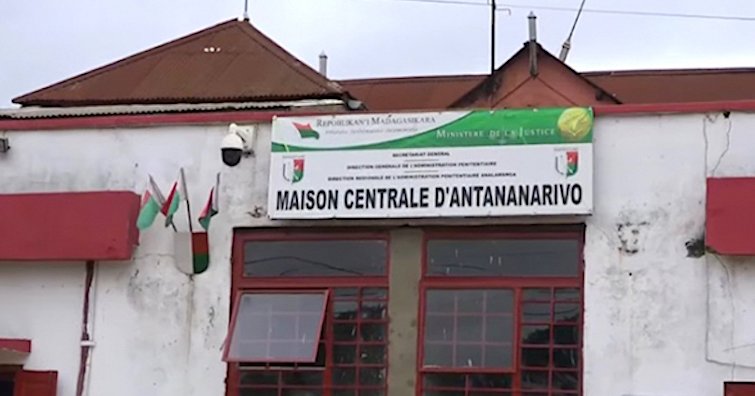 REPOBLIKAN'I MADAGASIKARA
MINISTERE DE LA JUSTICE
SECRETARIAT GENERAL
DIRECTION GENERALE DE L'ADMINISTRATION PENITENTIAIRE
DIRECTION REGIONALE DE L'ADMINISTRATION PENITENTIAIRE ANALAMANGA
MAISON CENTRALE D'ANTANANARIVO